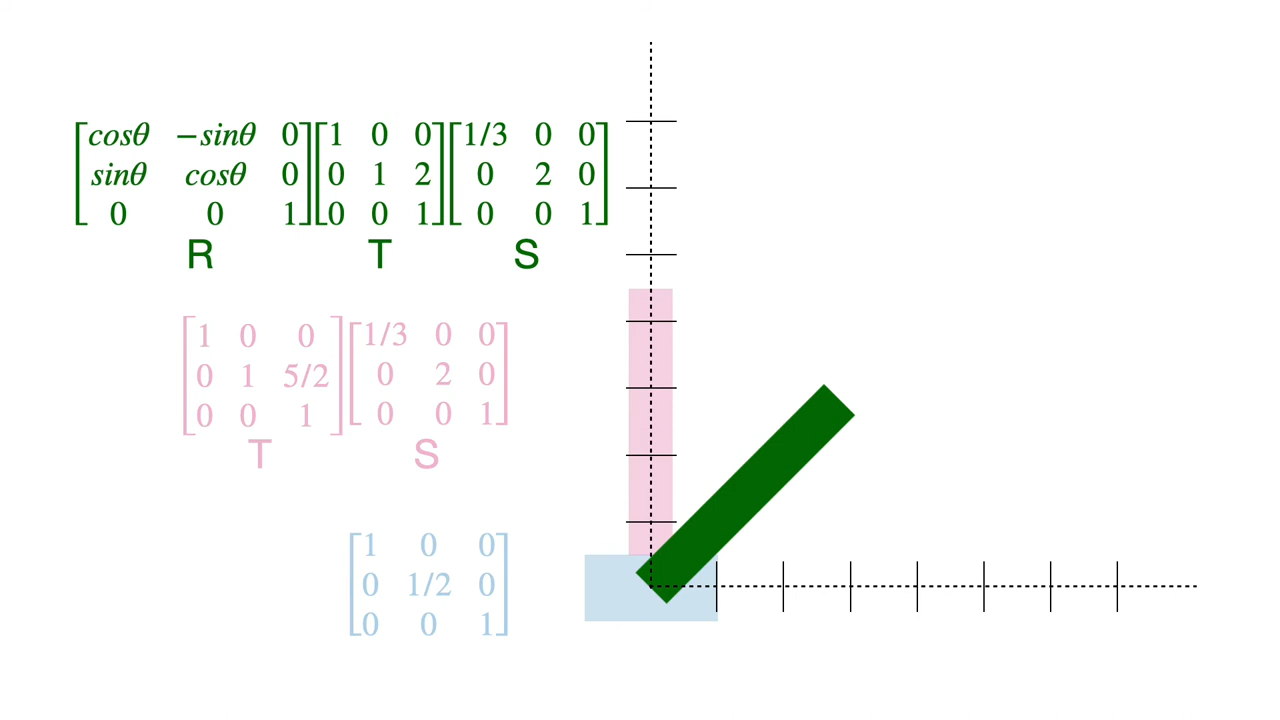 [cosθ −sinθ 0] [1 0 0] [1/3 0 0]
[sinθ cosθ 0] [0 1 2] [0 2 0]
[0 0 1] [0 0 1] [0 0 1]
R T S
[1 0 0] [1/3 0 0]
[0 1 5/2] [0 2 0]
[0 0 1] [0 0 1]
T S
[1 0 0]
[0 1/2 0]
[0 0 1]